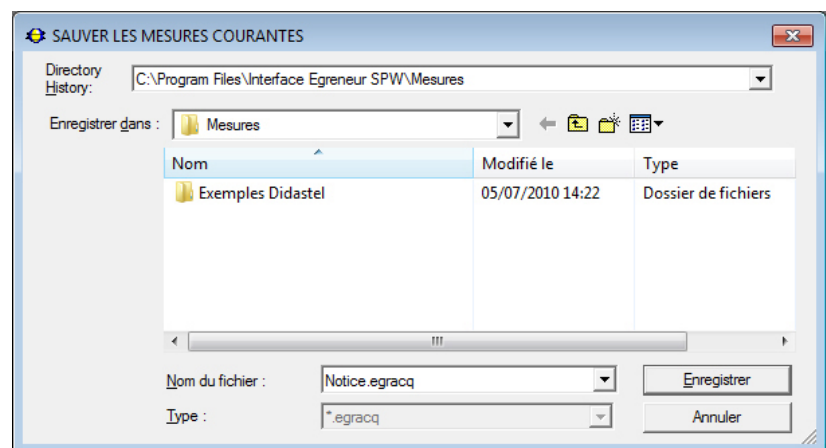 SAUVER LES MESURES COURANTES
Directory History: C:\Program Files\Interface Egreneur SPW\Mesures
Enregistrer dans : Mesures
Nom Modifié le Type
Exemples Didastel 05/07/2010 14:22 Dossier de fichiers
Nom du fichier : Notice.egracq Enregistrer
Type : *.egracq Annuler